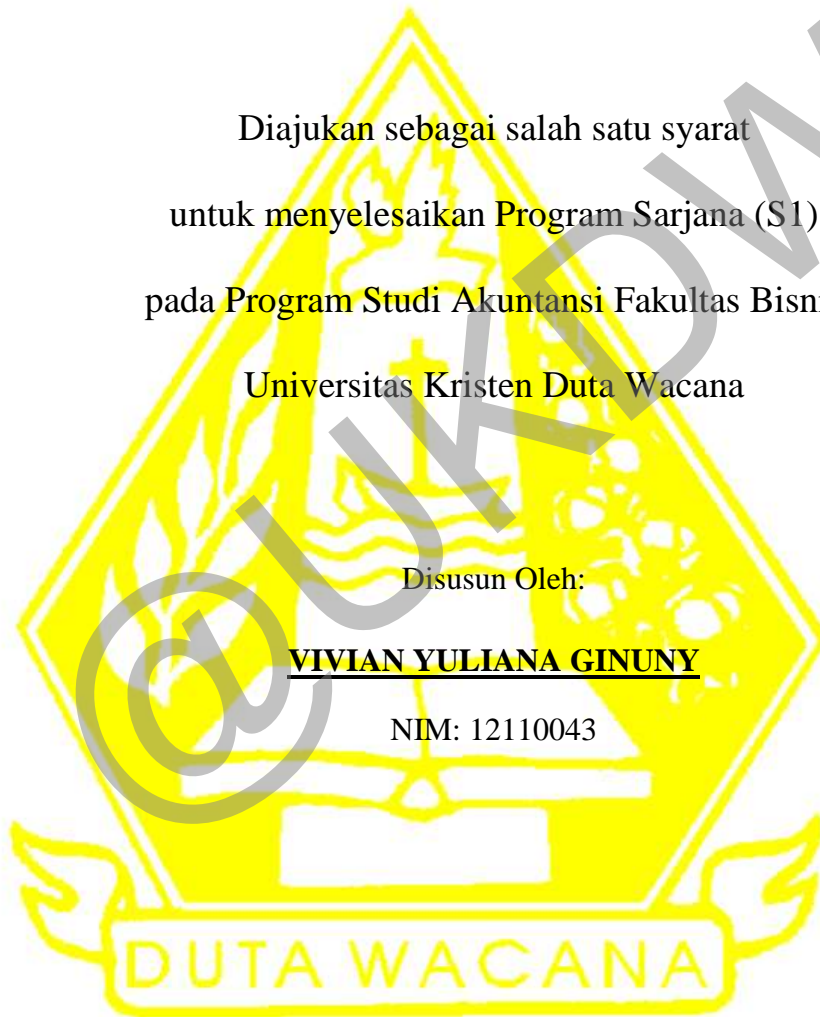 Diajukan sebagai salah satu syarat
untuk menyelesaikan Program Sarjana (S1)
pada Program Studi Akuntansi Fakultas Bisni
Universitas Kristen Duta Wacana
Disusun Oleh:
VIVIAN YULIANA GINUNY
NIM: 12110043
DUTA WACANA
@UKDW